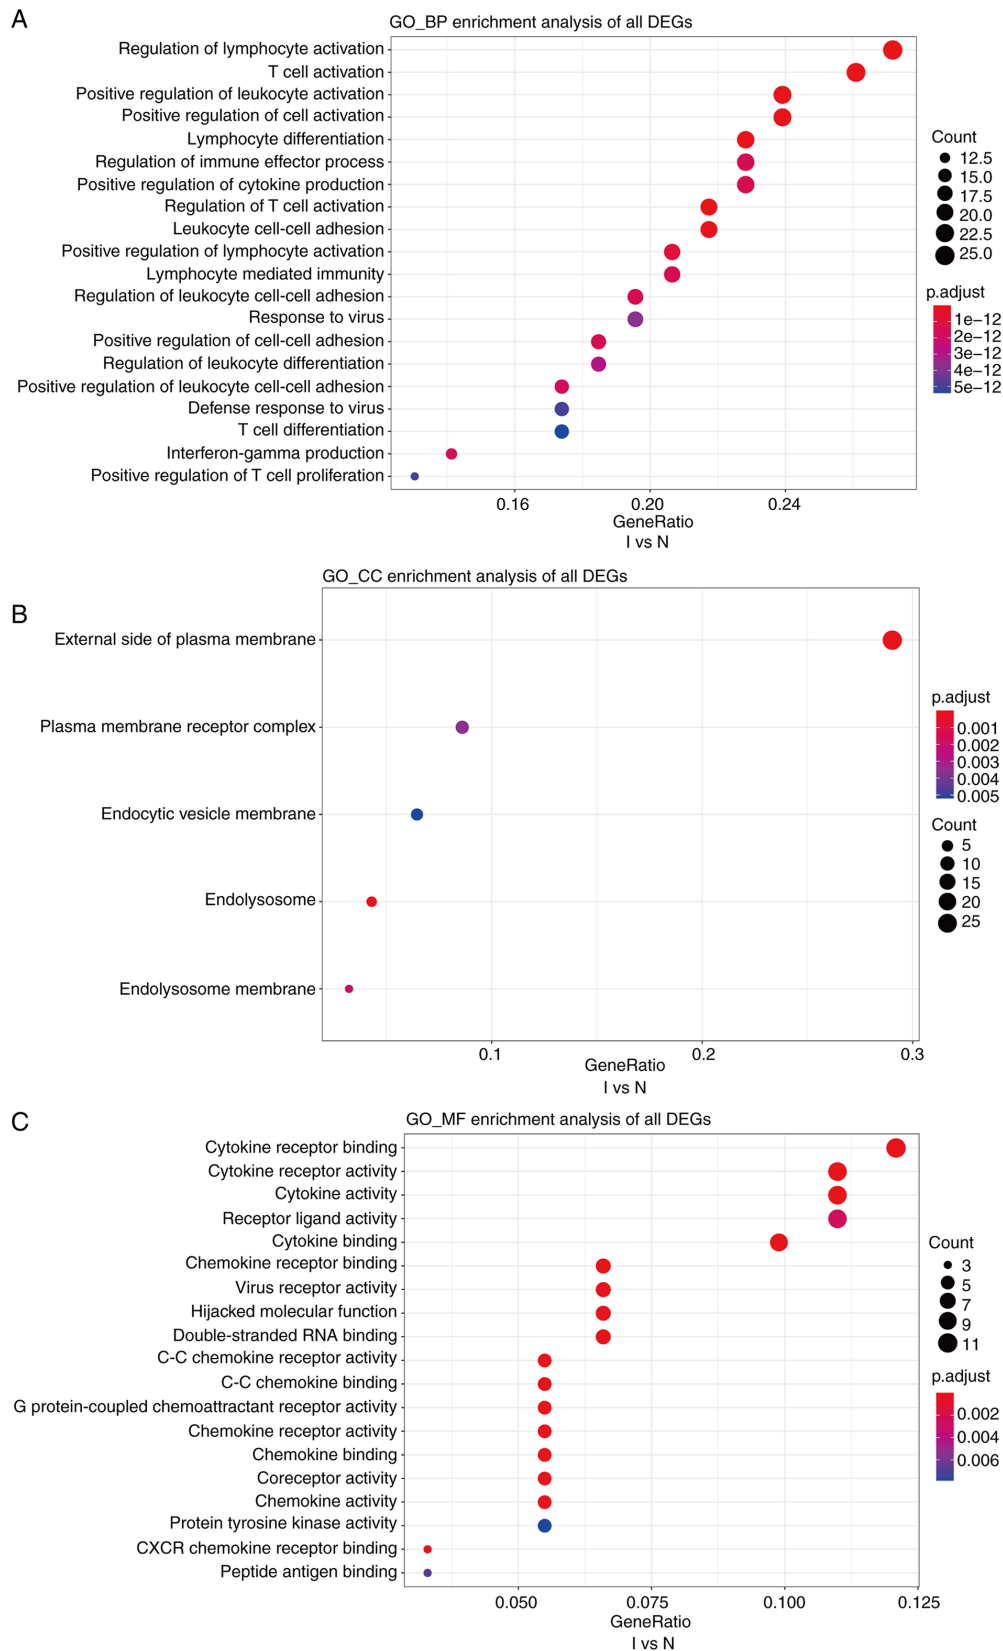 A
GO_BP enrichment analysis of all DEGs
Regulation of lymphocyte activation
T cell activation
Positive regulation of leukocyte activation
Positive regulation of cell activation
Lymphocyte differentiation
Regulation of immune effector process
Positive regulation of cytokine production
Regulation of T cell activation
Leukocyte cell-cell adhesion
Positive regulation of lymphocyte activation
Lymphocyte mediated immunity
Regulation of leukocyte cell-cell adhesion
Response to virus
Positive regulation of cell-cell adhesion
Regulation of leukocyte differentiation
Positive regulation of leukocyte cell-cell adhesion
Defense response to virus
T cell differentiation
Interferon-gamma production
Positive regulation of T cell proliferation
0.16 0.20 0.24
GeneRatio
I vs N
Count
12.5
15.0
17.5
20.0
22.5
25.0
p.adjust
1e−12
2e−12
3e−12
4e−12
5e−12
B
GO_CC enrichment analysis of all DEGs
External side of plasma membrane
Plasma membrane receptor complex
Endocytic vesicle membrane
Endolysosome
Endolysosome membrane
0.1 0.2 0.3
GeneRatio
I vs N
p.adjust
0.001
0.002
0.003
0.004
0.005
Count
5
10
15
20
25
C
GO_MF enrichment analysis of all DEGs
Cytokine receptor binding
Cytokine receptor activity
Cytokine activity
Receptor ligand activity
Cytokine binding
Chemokine receptor binding
Virus receptor activity
Hijacked molecular function
Double-stranded RNA binding
C-C chemokine receptor activity
C-C chemokine binding
G protein-coupled chemoattractant receptor activity
Chemokine receptor activity
Chemokine binding
Coreceptor activity
Chemokine activity
Protein tyrosine kinase activity
CXCR chemokine receptor binding
Peptide antigen binding
0.050 0.075 0.100 0.125
GeneRatio
I vs N
Count
3
5
7
9
11
p.adjust
0.002
0.004
0.006